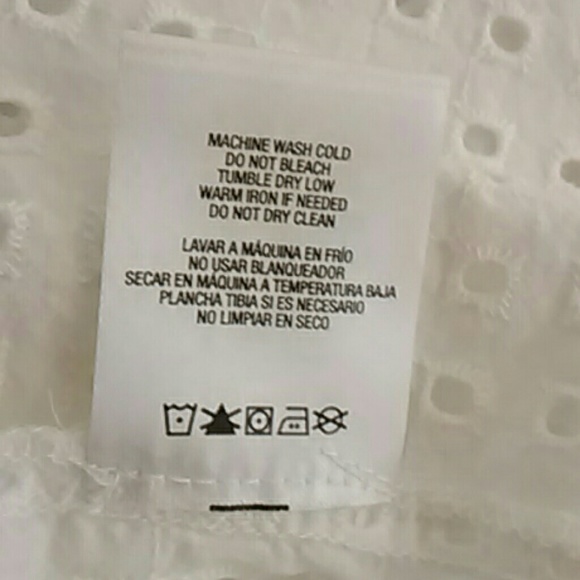 MACHINE WASH COLD
DO NOT BLEACH
TUMBLE DRY LOW
WARM IRON IF NEEDED
DO NOT DRY CLEAN
LAVAR A MÁQUINA EN FRÍO
NO USAR BLANQUEADOR
SECAR EN MÁQUINA A TEMPERATURA BAJA
PLANCHA TIBIA SI ES NECESARIO
NO LIMPIAR EN SECO